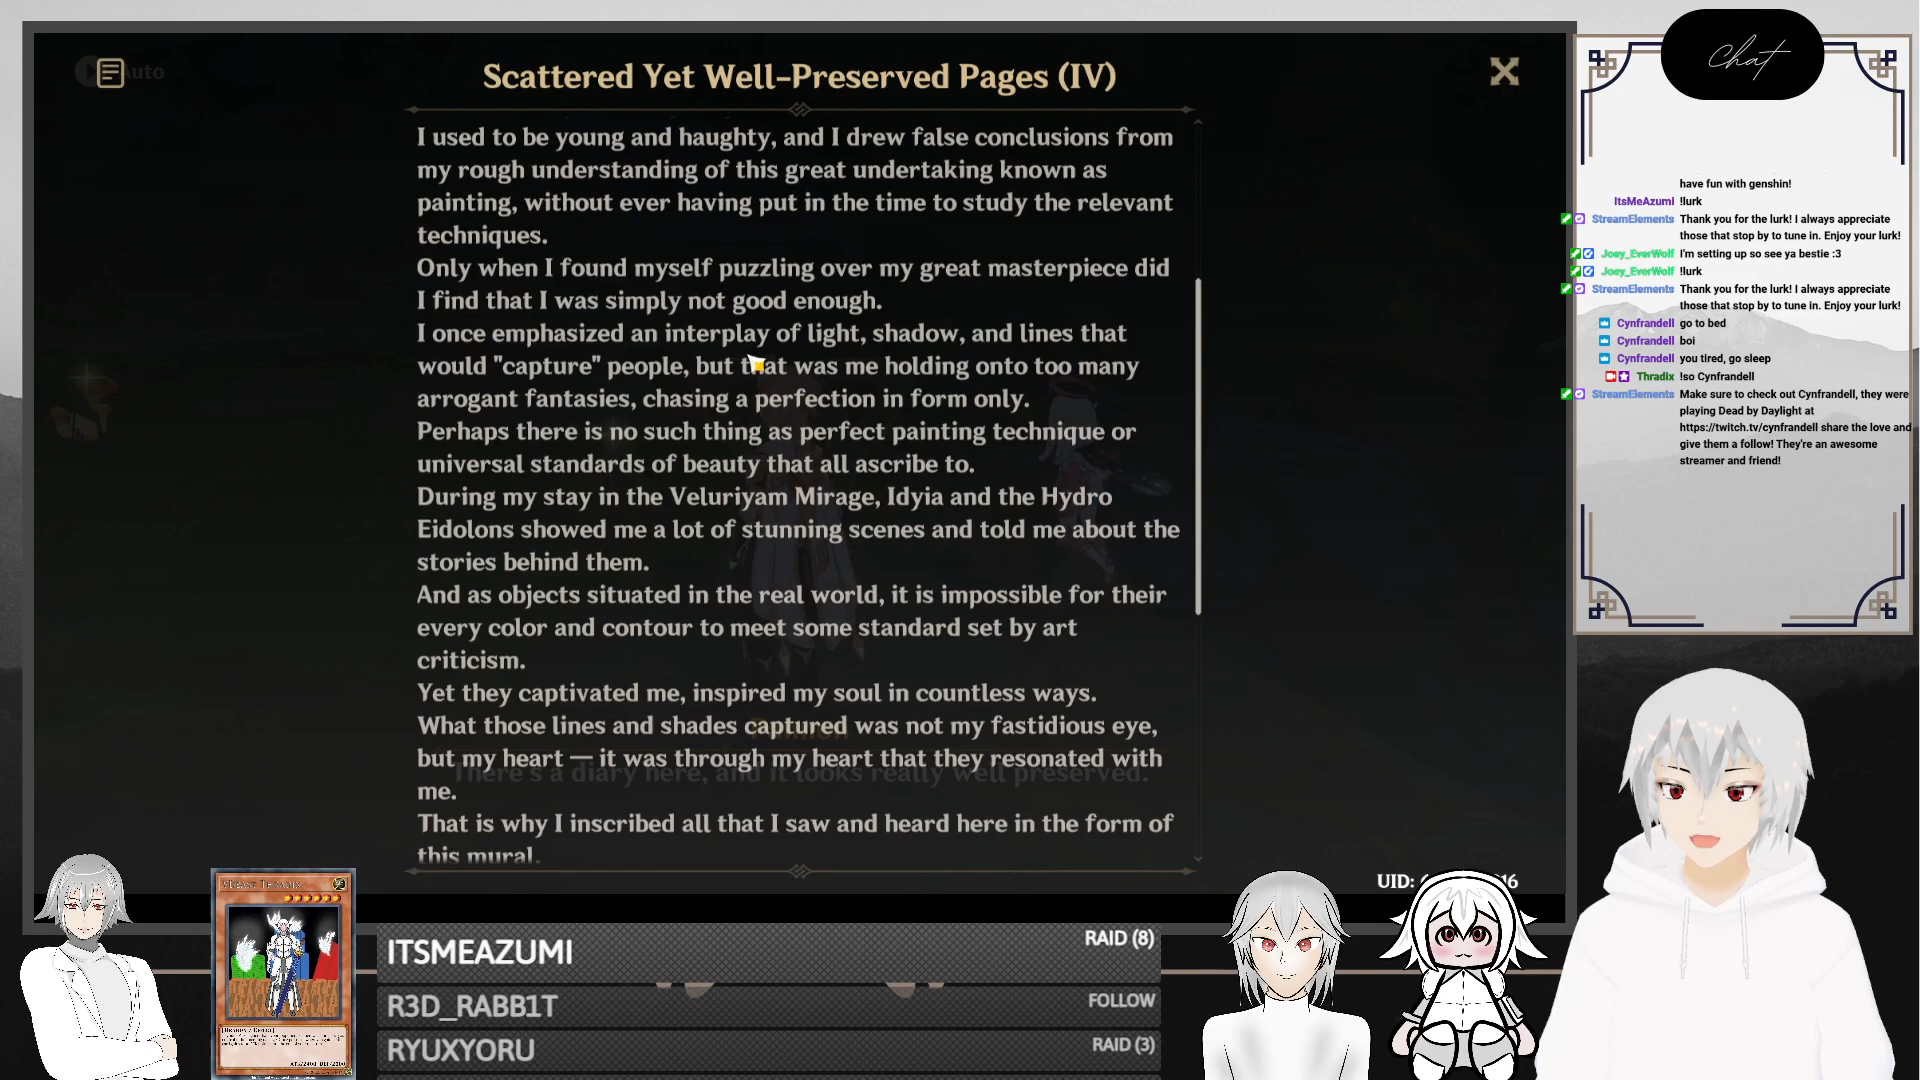 Auto
Scattered Yet Well-Preserved Pages (IV)
I used to be young and haughty, and I drew false conclusions from
my rough understanding of this great undertaking known as
painting, without ever having put in the time to study the relevant
techniques.
Only when I found myself puzzling over my great masterpiece did
I find that I was simply not good enough.
I once emphasized an interplay of light, shadow, and lines that
would "capture" people, but that was me holding onto too many
arrogant fantasies, chasing a perfection in form only.
Perhaps there is no such thing as perfect painting technique or
universal standards of beauty that all ascribe to.
During my stay in the Veluriyam Mirage, Idyia and the Hydro
Eidolons showed me a lot of stunning scenes and told me about the
stories behind them.
And as objects situated in the real world, it is impossible for their
every color and contour to meet some standard set by art
criticism.
Yet they captivated me, inspired my soul in countless ways.
What those lines and shades captured was not my fastidious eye,
but my heart — it was through my heart that they resonated with
me.
There's a diary here, and it looks really well preserved.
That is why I inscribed all that I saw and heard here in the form of
this mural.
UID: 16
Chat
have fun with genshin!
ItsMeAzumi !lurk
StreamElements Thank you for the lurk! I always appreciate
those that stop by to tune in. Enjoy your lurk!
Joey_EverWolf I'm setting up so see ya bestie :3
Joey_EverWolf !lurk
StreamElements Thank you for the lurk! I always appreciate
those that stop by to tune in. Enjoy your lurk!
Cynfrandell go to bed
Cynfrandell boi
Cynfrandell you tired, go sleep
Thradix !so Cynfrandell
StreamElements Make sure to check out Cynfrandell, they were
playing Dead by Daylight at
https://twitch.tv/cynfrandell share the love and
give them a follow! They're an awesome
streamer and friend!
ITSMEAZUMI RAID (8)
R3D_RABB1T FOLLOW
RYUXYORU RAID (3)